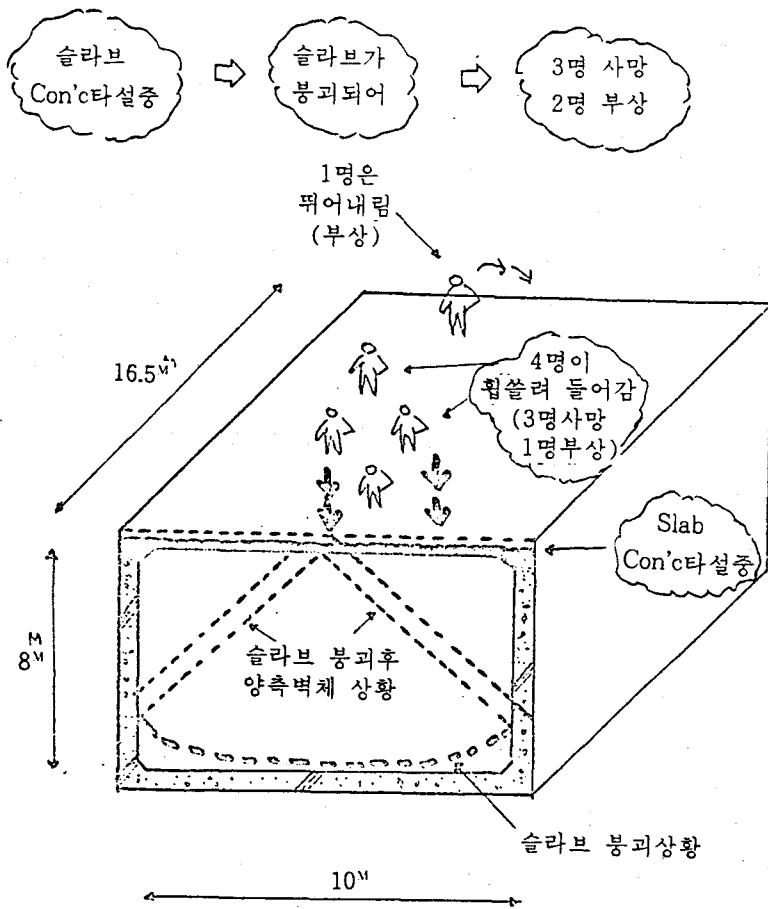 슬라브
Con'c타설중
슬라브가
붕괴되어
3명 사망
2명 부상
1명은
뛰어내림
(부상)
16.5M
4명이
휩쓸려 들어감
(3명사망
1명부상)
Slab
Con'c타설중
M
8M
슬라브 붕괴후
양측벽체 상황
슬라브 붕괴상황
10M